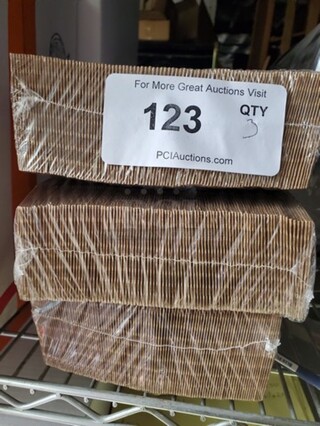 For More Great Auctions Visit
123 QTY
3
PCIAuctions.com